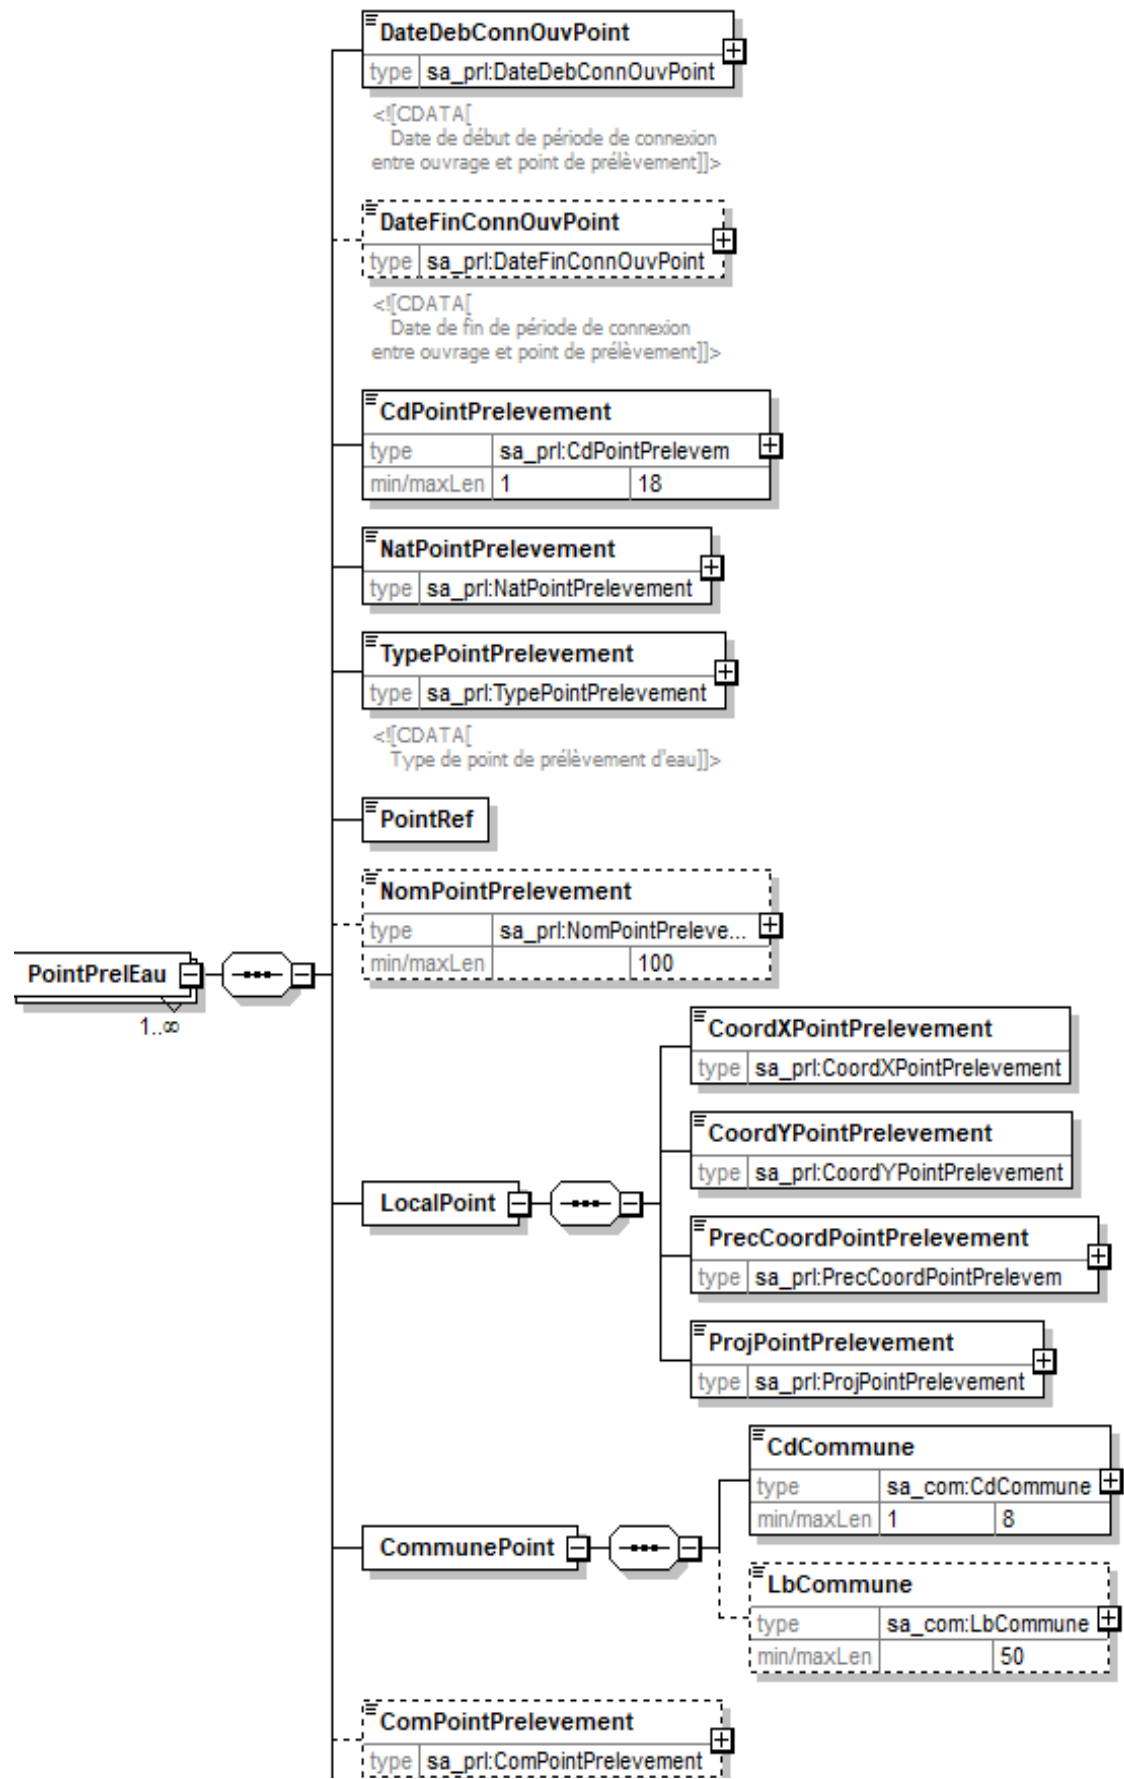 DateDebConnOuvPoint
type sa_prl:DateDebConnOuvPoint
<![CDATA[
Date de début de période de connexion
entre ouvrage et point de prélèvement]]>
DateFinConnOuvPoint
type sa_prl:DateFinConnOuvPoint
<![CDATA[
Date de fin de période de connexion
entre ouvrage et point de prélèvement]]>
CdPointPrelevement
type sa_prl:CdPointPrelevem
min/maxLen 1 18
NatPointPrelevement
type sa_prl:NatPointPrelevement
TypePointPrelevement
type sa_prl:TypePointPrelevement
<![CDATA[
Type de point de prélèvement d'eau]]>
PointRef
NomPointPrelevement
type sa_prl:NomPointPreleve...
min/maxLen 100
PointPrelEau
1..∞
CoordXPointPrelevement
type sa_prl:CoordXPointPrelevement
CoordYPointPrelevement
type sa_prl:CoordYPointPrelevement
LocalPoint
PrecCoordPointPrelevement
type sa_prl:PrecCoordPointPrelevem
ProjPointPrelevement
type sa_prl:ProjPointPrelevement
CdCommune
type sa_com:CdCommune
min/maxLen 1 8
CommunePoint
LbCommune
type sa_com:LbCommune
min/maxLen 50
ComPointPrelevement
type sa_prl:ComPointPrelevement